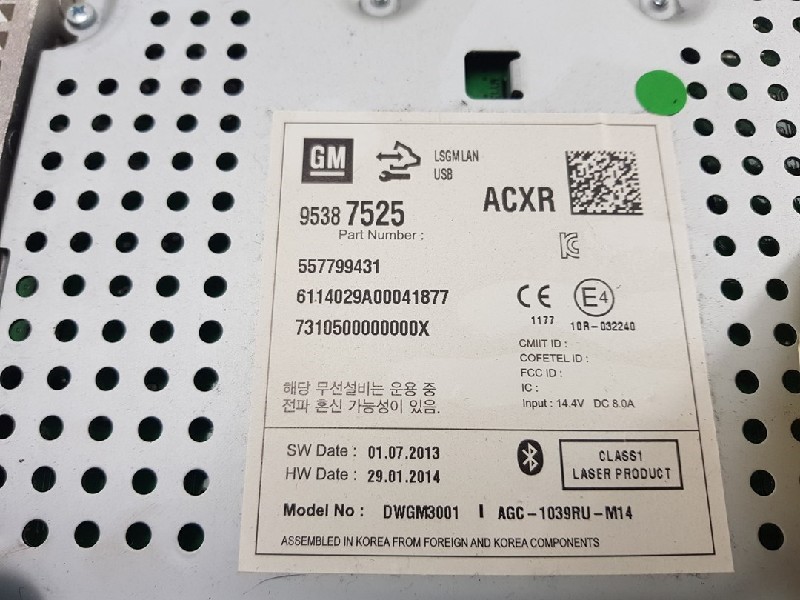 GM
LSGMLAN
USB
ACXR
9538 7525
Part Number :
557799431
6114029A00041877
7310500000000X
CE
1177
E4
10R-032240
CMIIT ID :
COFETEL ID :
FCC ID :
IC :
Input : 14.4V DC 8.0A
해당 무선설비는 운용 중
전파 혼신 가능성이 있음.
SW Date : 01.07.2013
HW Date : 29.01.2014
CLASS1
LASER PRODUCT
Model No : DWGM3001 I AGC-1039RU-M14
ASSEMBLED IN KOREA FROM FOREIGN AND KOREA COMPONENTS